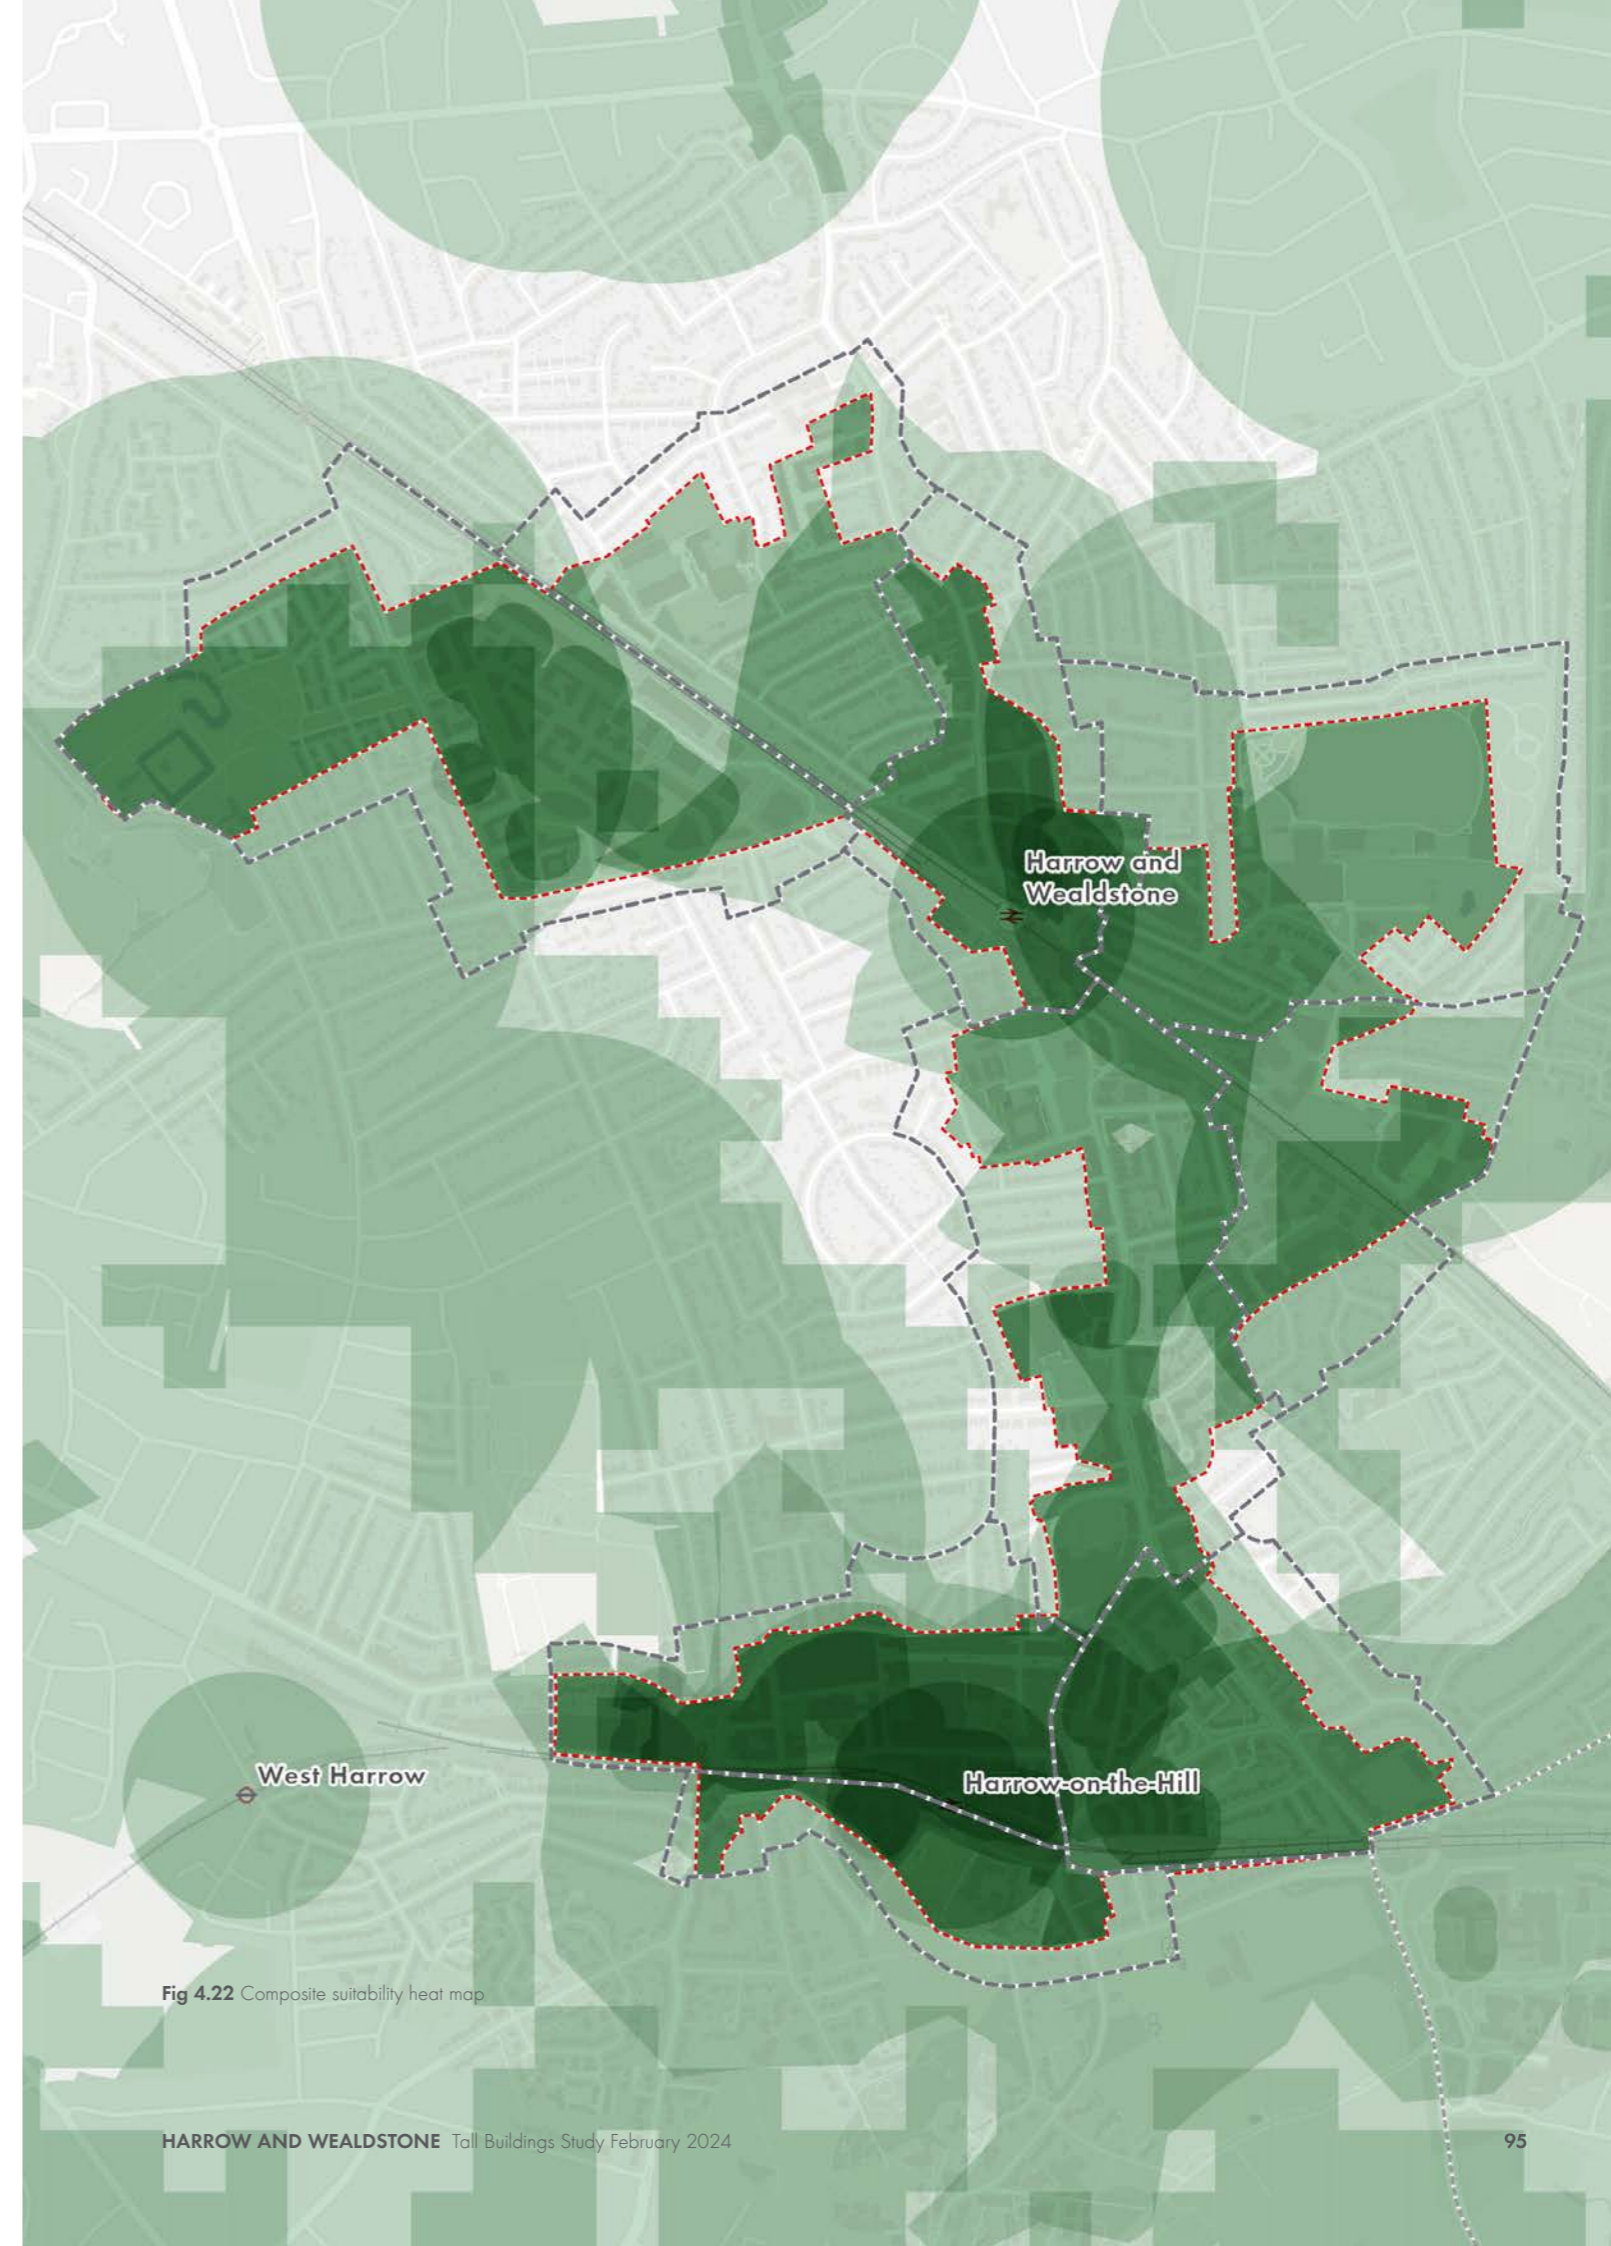 Harrow and
Wealdstone
West Harrow
Harrow-on-the-Hill
Fig 4.22 Composite suitability heat map
HARROW AND WEALDSTONE Tall Buildings Study February 2024
95